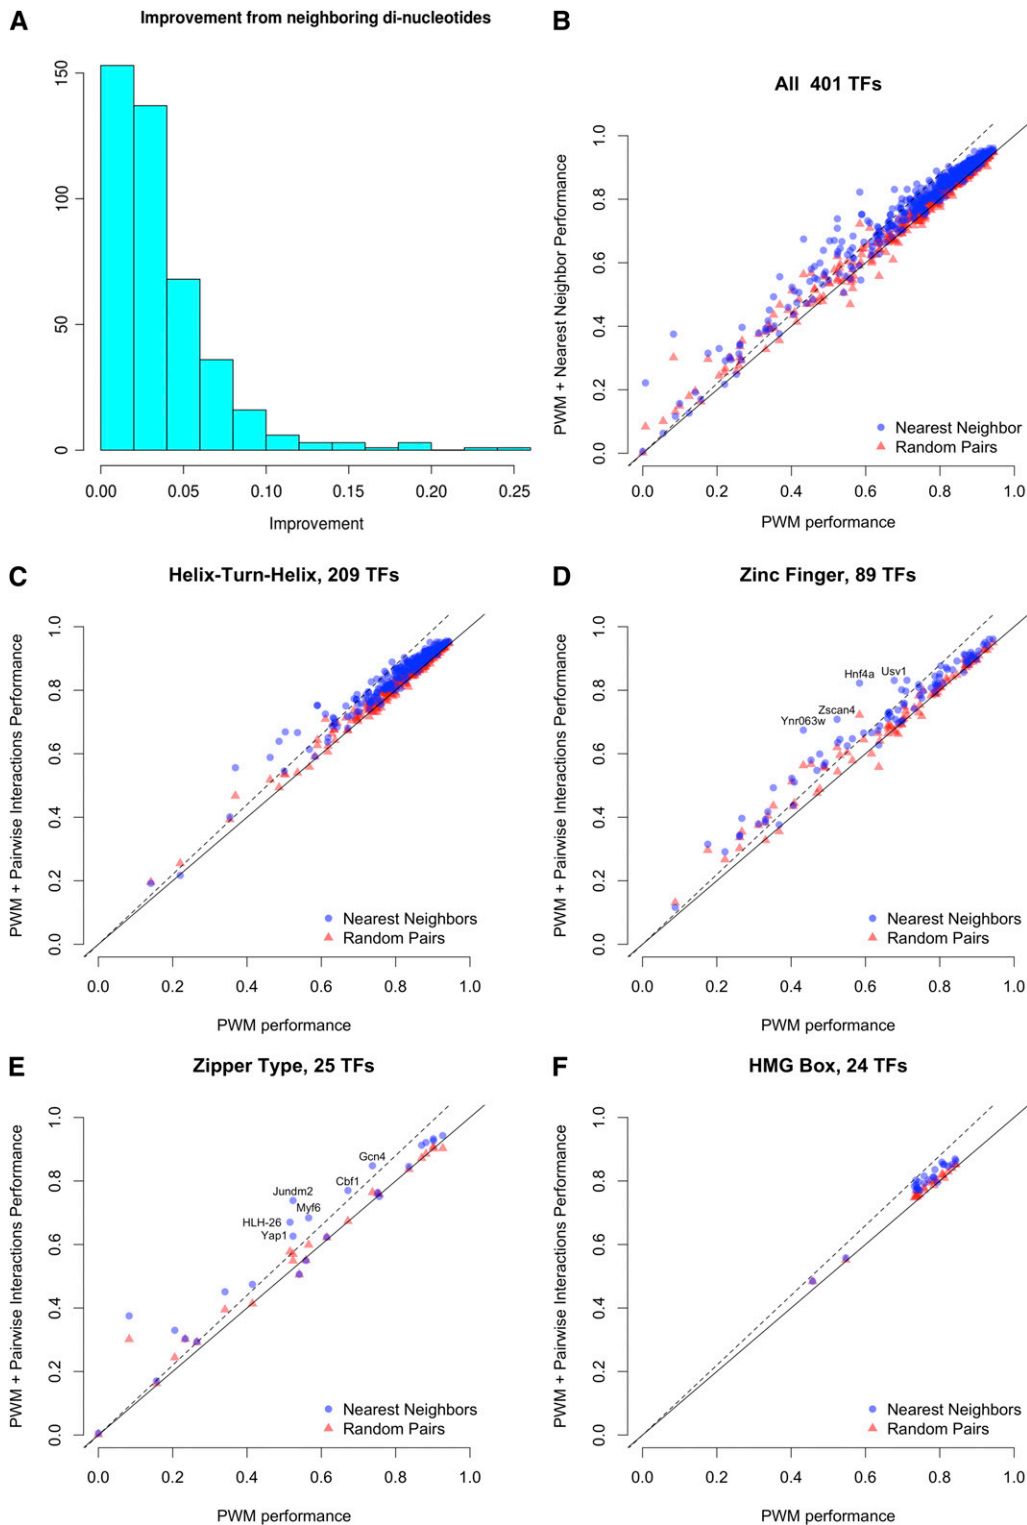 A
Improvement from neighboring di-nucleotides
150
100
50
0
0.00 0.05 0.10 0.15 0.20 0.25
Improvement
B
All 401 TFs
PWM + Nearest Neighbor Performance
1.0
0.8
0.6
0.4
0.2
0.0
Nearest Neighbor
Random Pairs
0.0 0.2 0.4 0.6 0.8 1.0
PWM performance
C
Helix-Turn-Helix, 209 TFs
PWM + Pairwise Interactions Performance
1.0
0.8
0.6
0.4
0.2
0.0
Nearest Neighbors
Random Pairs
0.0 0.2 0.4 0.6 0.8 1.0
PWM performance
D
Zinc Finger, 89 TFs
PWM + Pairwise Interactions Performance
1.0
0.8
0.6
0.4
0.2
0.0
Hnf4a Usv1
Zscan4
Ynr063w
Nearest Neighbors
Random Pairs
0.0 0.2 0.4 0.6 0.8 1.0
PWM performance
E
Zipper Type, 25 TFs
PWM + Pairwise Interactions Performance
1.0
0.8
0.6
0.4
0.2
0.0
Gcn4
Cbf1
Jundm2
Myf6
HLH-26
Yap1
Nearest Neighbors
Random Pairs
0.0 0.2 0.4 0.6 0.8 1.0
PWM performance
F
HMG Box, 24 TFs
PWM + Pairwise Interactions Performance
1.0
0.8
0.6
0.4
0.2
0.0
Nearest Neighbors
Random Pairs
0.0 0.2 0.4 0.6 0.8 1.0
PWM performance